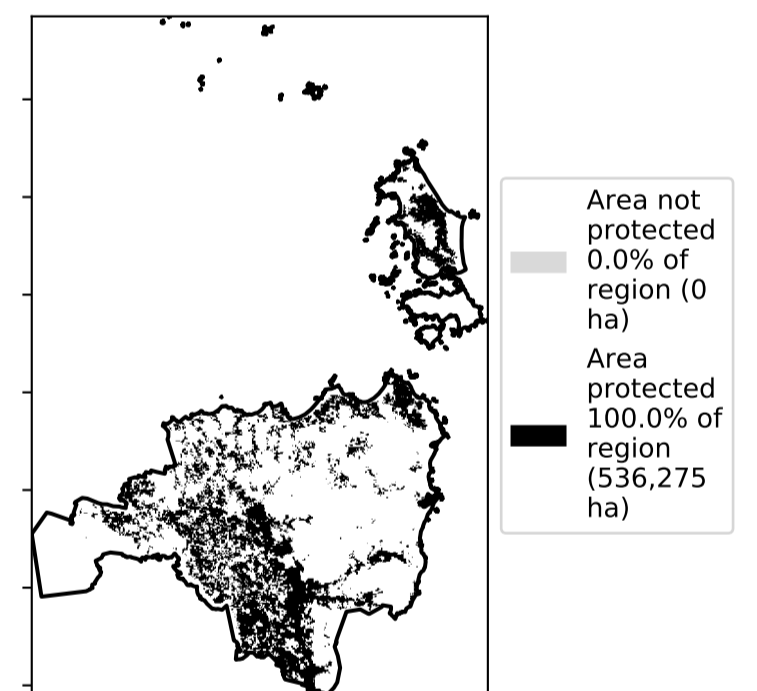 Area not
protected
0.0% of
region (0
ha)
Area
protected
100.0% of
region
(536,275
ha)